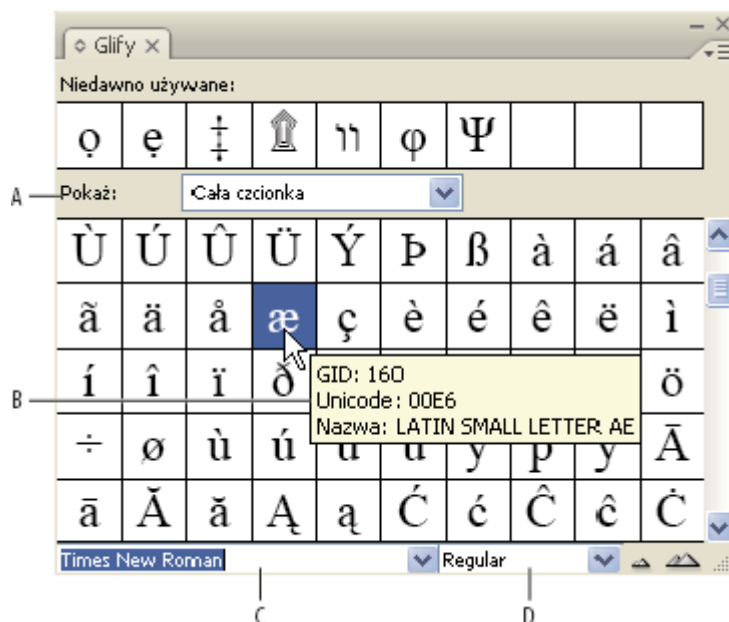 Glify
Niedawno używane:
ọ ẹ ‡ ײ φ Ψ
A
Pokaż: Cała czcionka
Ù Ú Û Ü Ý Þ ß à á â
ã ä å æ ç è é ê ë ì
í î ï ð ö
GID: 160
B
Unicode: 00E6
Nazwa: LATIN SMALL LETTER AE
÷ ø ù ú Ā
ā Ă ă Ą ą Ć ć Ĉ ĉ Ċ
Times New Roman Regular
C D